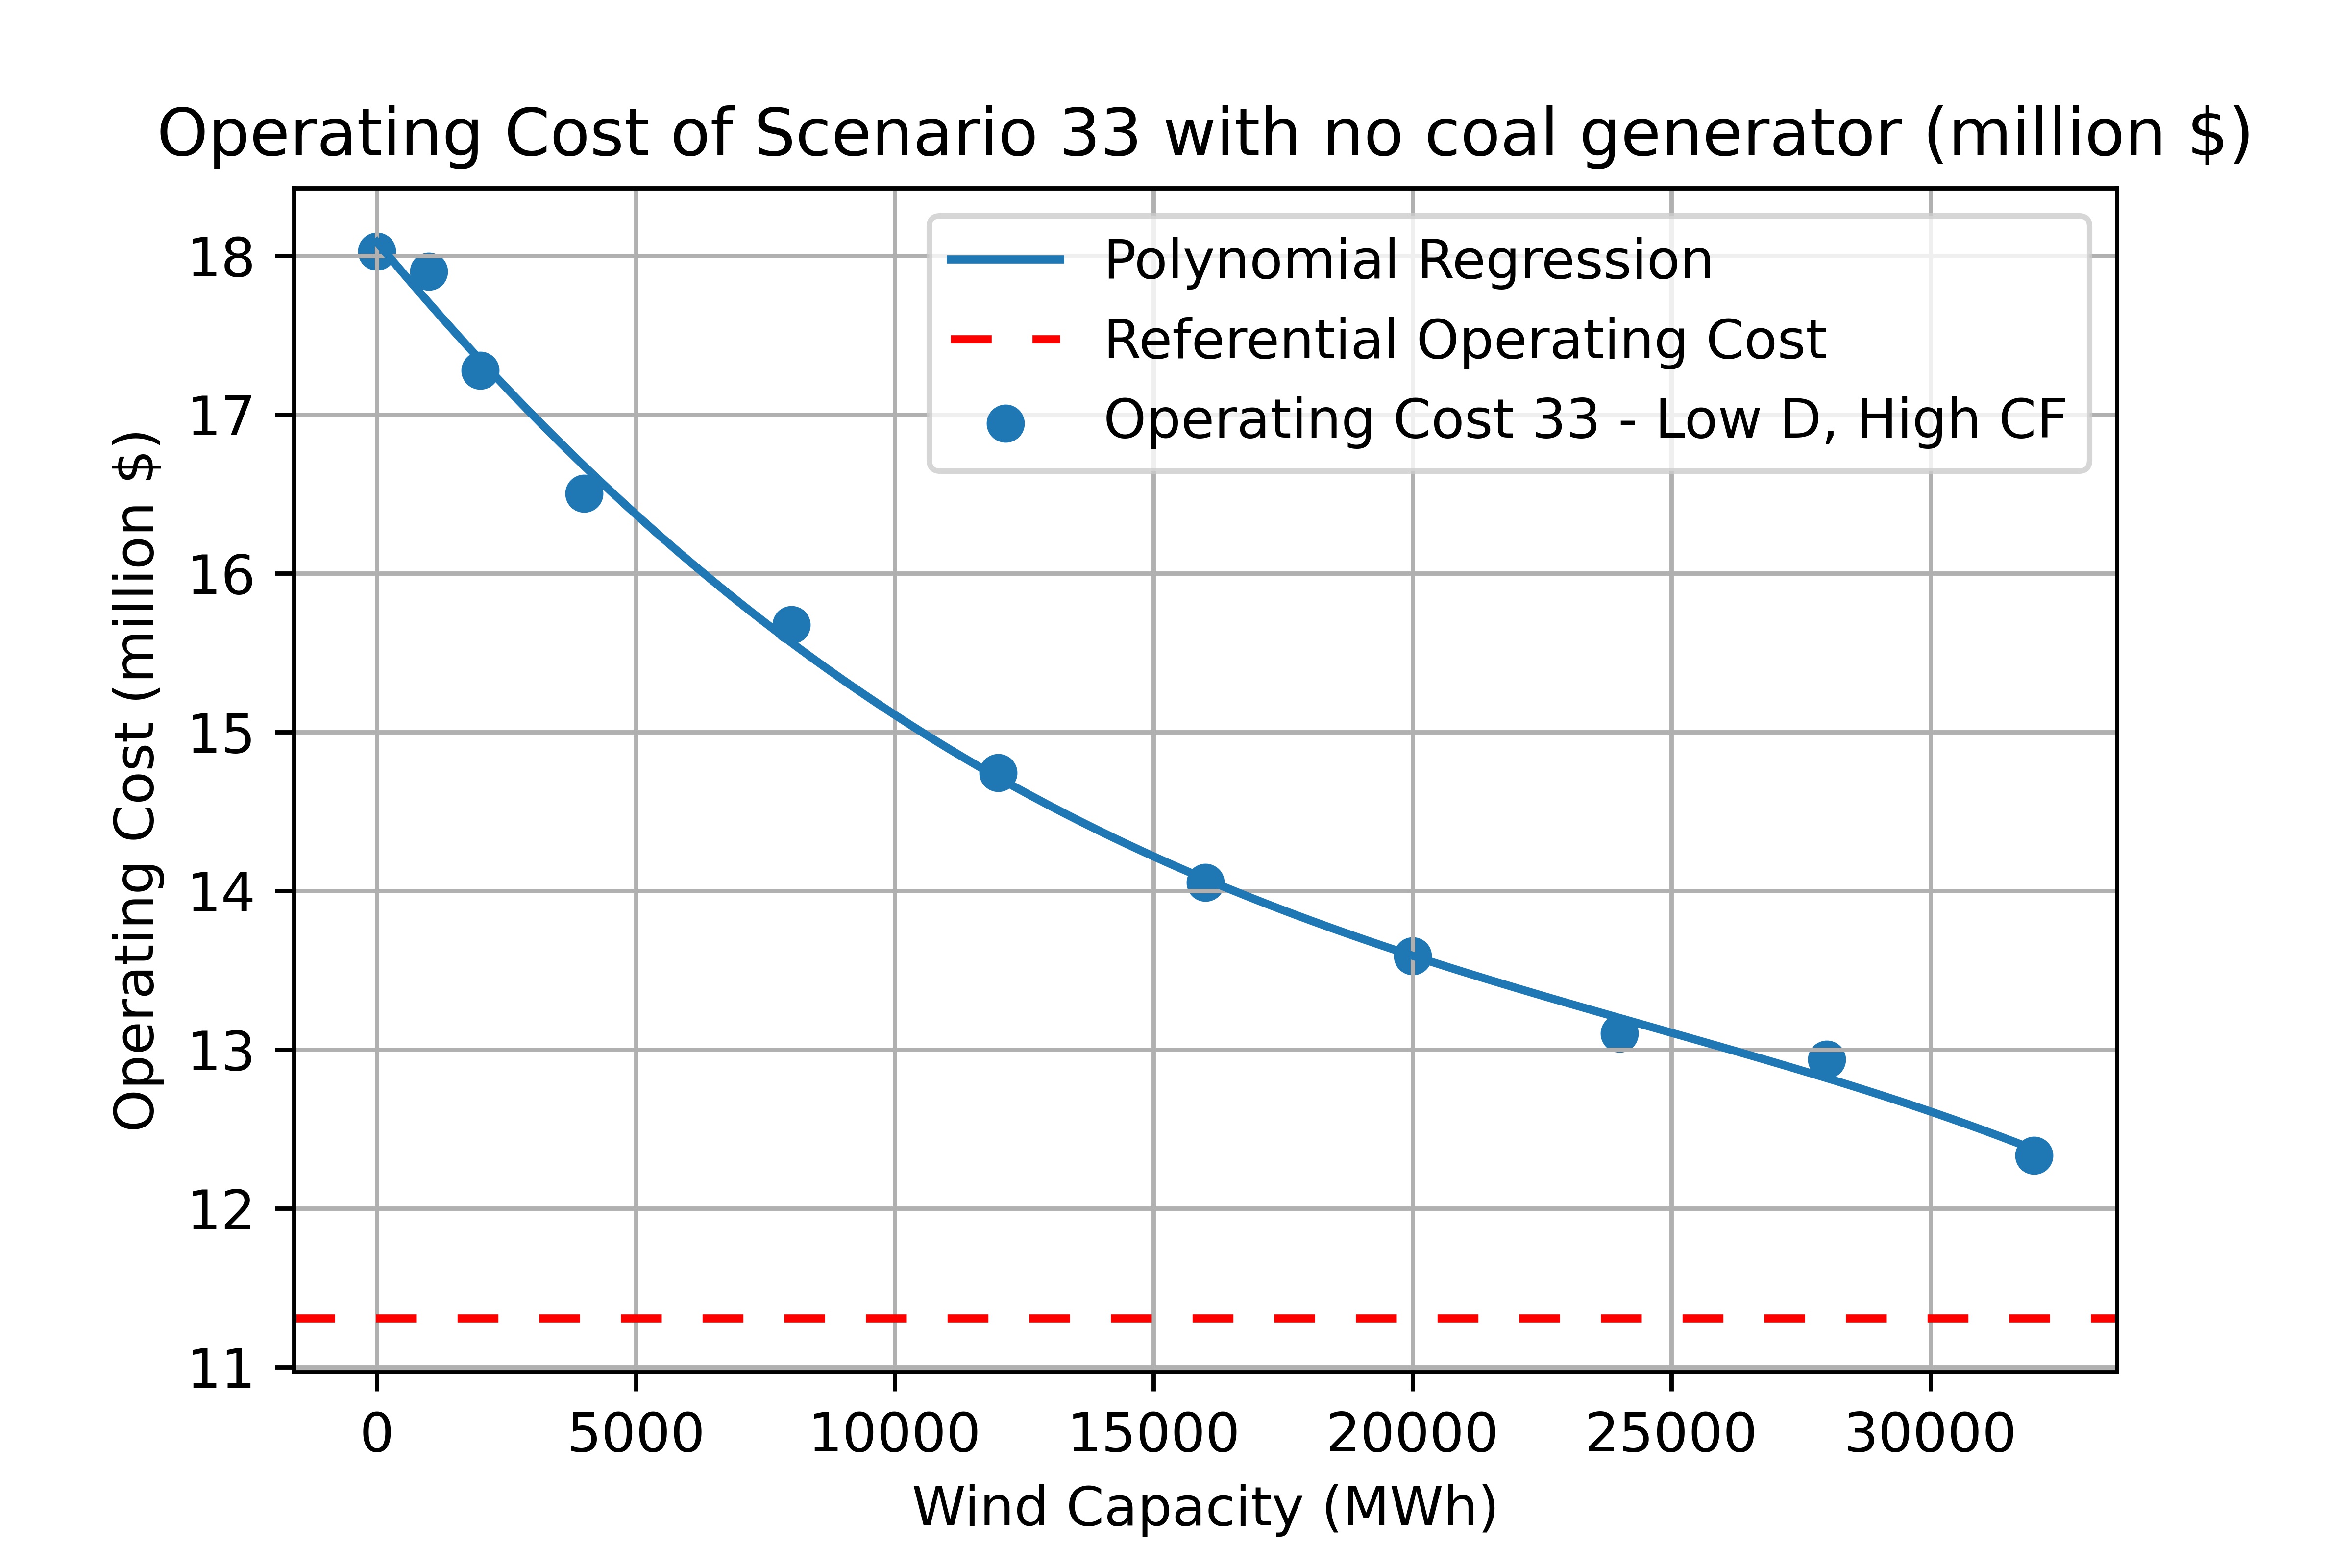 Operating Cost of Scenario 33 with no coal generator (million $)
Polynomial Regression
Referential Operating Cost
Operating Cost 33 - Low D, High CF
Operating Cost (million $)
18
17
16
15
14
13
12
11
0 5000 10000 15000 20000 25000 30000
Wind Capacity (MWh)